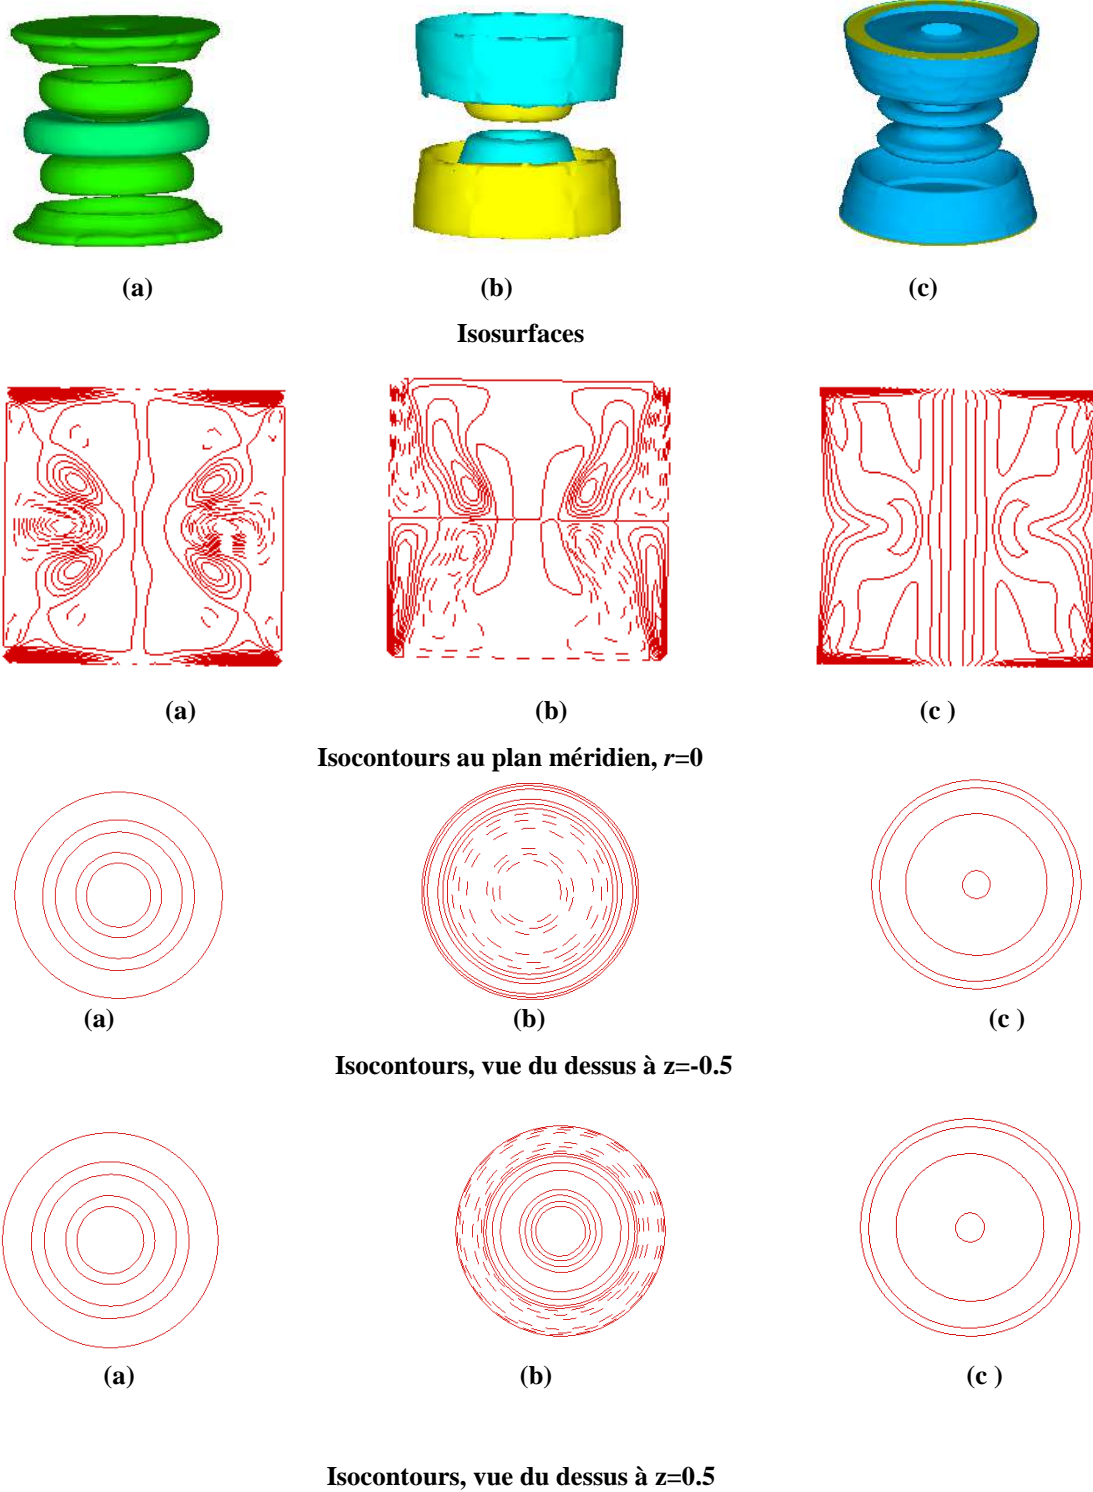 (a) (b) (c)
Isosurfaces
(a) (b) (c )
Isocontours au plan méridien, r=0
(a) (b) (c )
Isocontours, vue du dessus à z=-0.5
(a) (b) (c )
Isocontours, vue du dessus à z=0.5